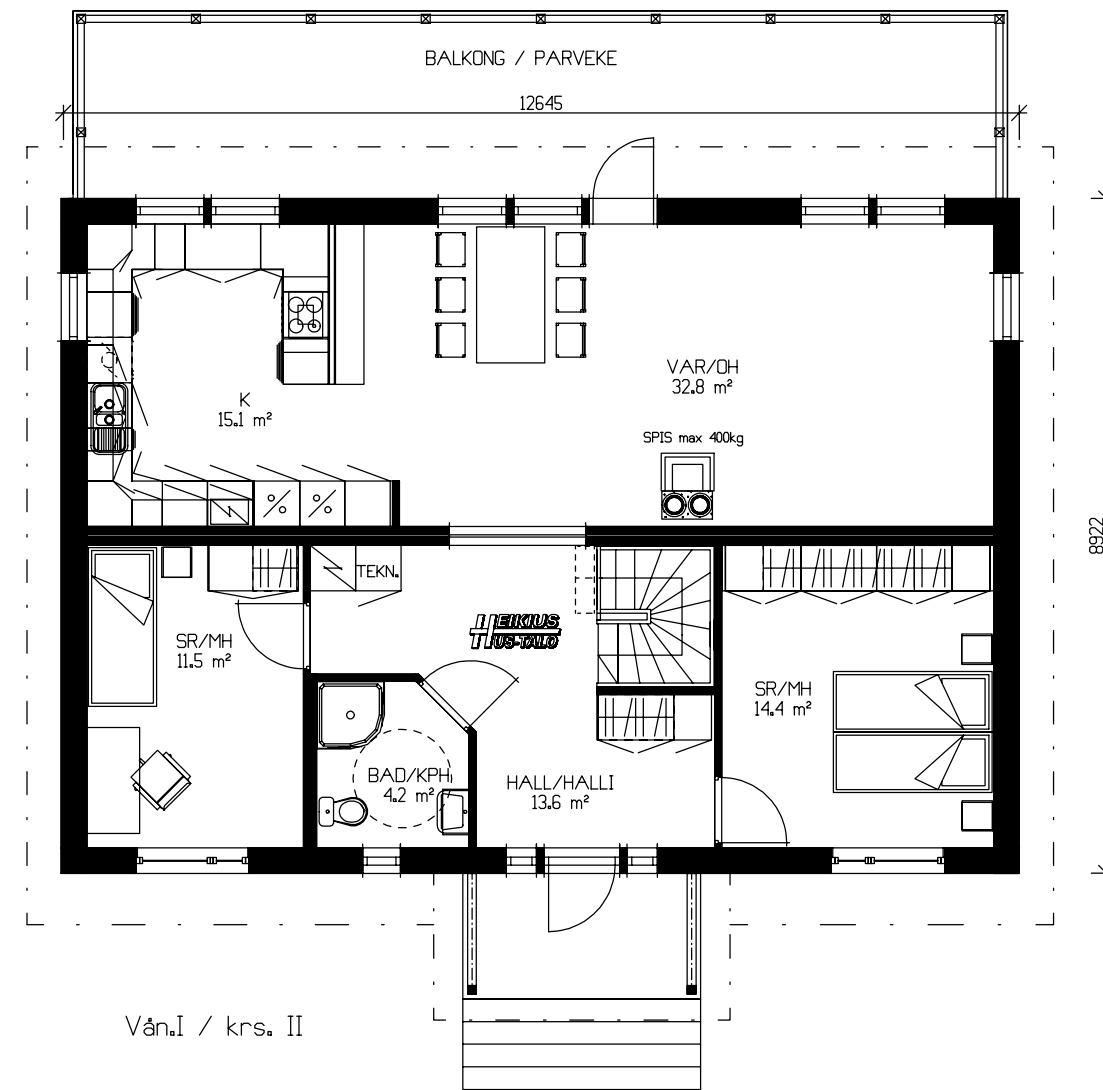 BALKONG / PARVEKE
12645
VAR/OH
32.8 m²
K
15.1 m²
SPIS max 400kg
8922
TEKN.
HEIKIUS
HUS-TALO
SR/MH
11.5 m²
SR/MH
14.4 m²
BAD/KPH
4.2 m²
HALL/HALLI
13.6 m²
Vån.I / krs. II